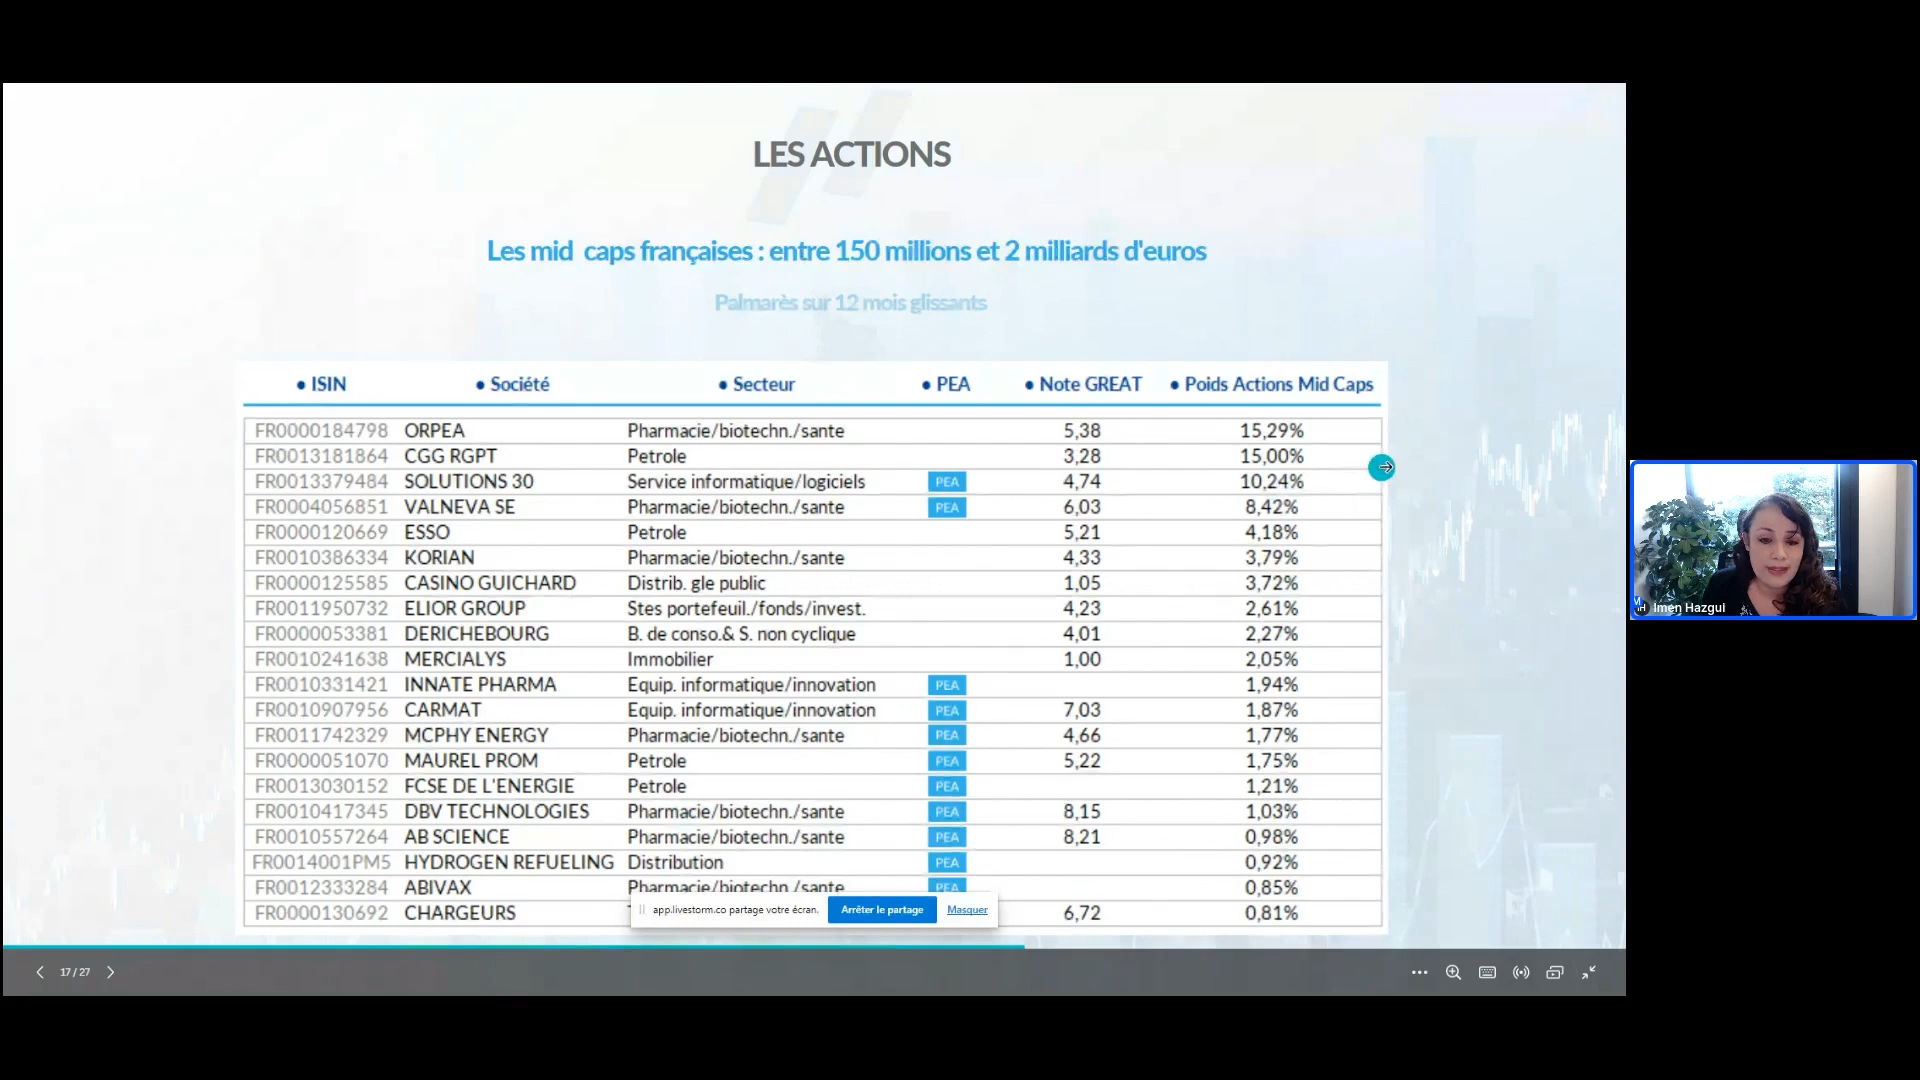 LES ACTIONS
Les mid caps françaises : entre 150 millions et 2 milliards d'euros
Palmarès sur 12 mois glissants
• ISIN • Société • Secteur • PEA • Note GREAT • Poids Actions Mid Caps
FR0000184798 ORPEA Pharmacie/biotechn./sante 5,38 15,29%
FR0013181864 CGG RGPT Petrole 3,28 15,00%
FR0013379484 SOLUTIONS 30 Service informatique/logiciels PEA 4,74 10,24%
FR0004056851 VALNEVA SE Pharmacie/biotechn./sante PEA 6,03 8,42%
FR0000120669 ESSO Petrole 5,21 4,18%
FR0010386334 KORIAN Pharmacie/biotechn./sante 4,33 3,79%
FR0000125585 CASINO GUICHARD Distrib. gle public 1,05 3,72%
FR0011950732 ELIOR GROUP Stes portefeuil./fonds/invest. 4,23 2,61%
FR0000053381 DERICHEBOURG B. de conso.& S. non cyclique 4,01 2,27%
FR0010241638 MERCIALYS Immobilier 1,00 2,05%
FR0010331421 INNATE PHARMA Equip. informatique/innovation PEA 1,94%
FR0010907956 CARMAT Equip. informatique/innovation PEA 7,03 1,87%
FR0011742329 MCPHY ENERGY Pharmacie/biotechn./sante PEA 4,66 1,77%
FR0000051070 MAUREL PROM Petrole PEA 5,22 1,75%
FR0013030152 FCSE DE L'ENERGIE Petrole PEA 1,21%
FR0010417345 DBV TECHNOLOGIES Pharmacie/biotechn./sante PEA 8,15 1,03%
FR0010557264 AB SCIENCE Pharmacie/biotechn./sante PEA 8,21 0,98%
FR0014001PM5 HYDROGEN REFUELING Distribution PEA 0,92%
FR0012333284 ABIVAX Pharmacie/biotechn./sante PEA 0,85%
FR0000130692 CHARGEURS 6,72 0,81%
app.livestorm.co partage votre écran. Arrêter le partage Masquer
17 / 27
Imen Hazgui